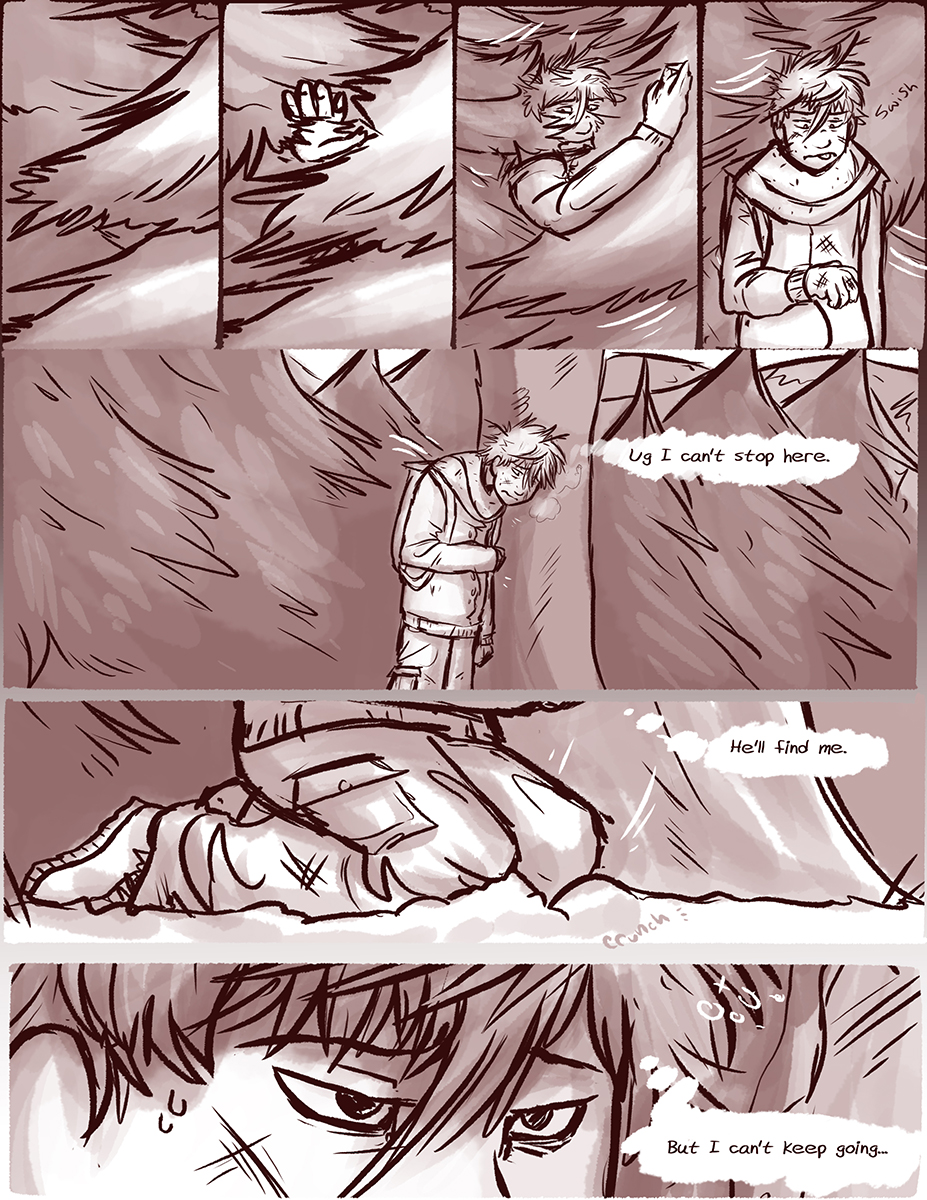 Swish
Ug I can't stop here.
He'll find me.
crunch
But I can't keep going...